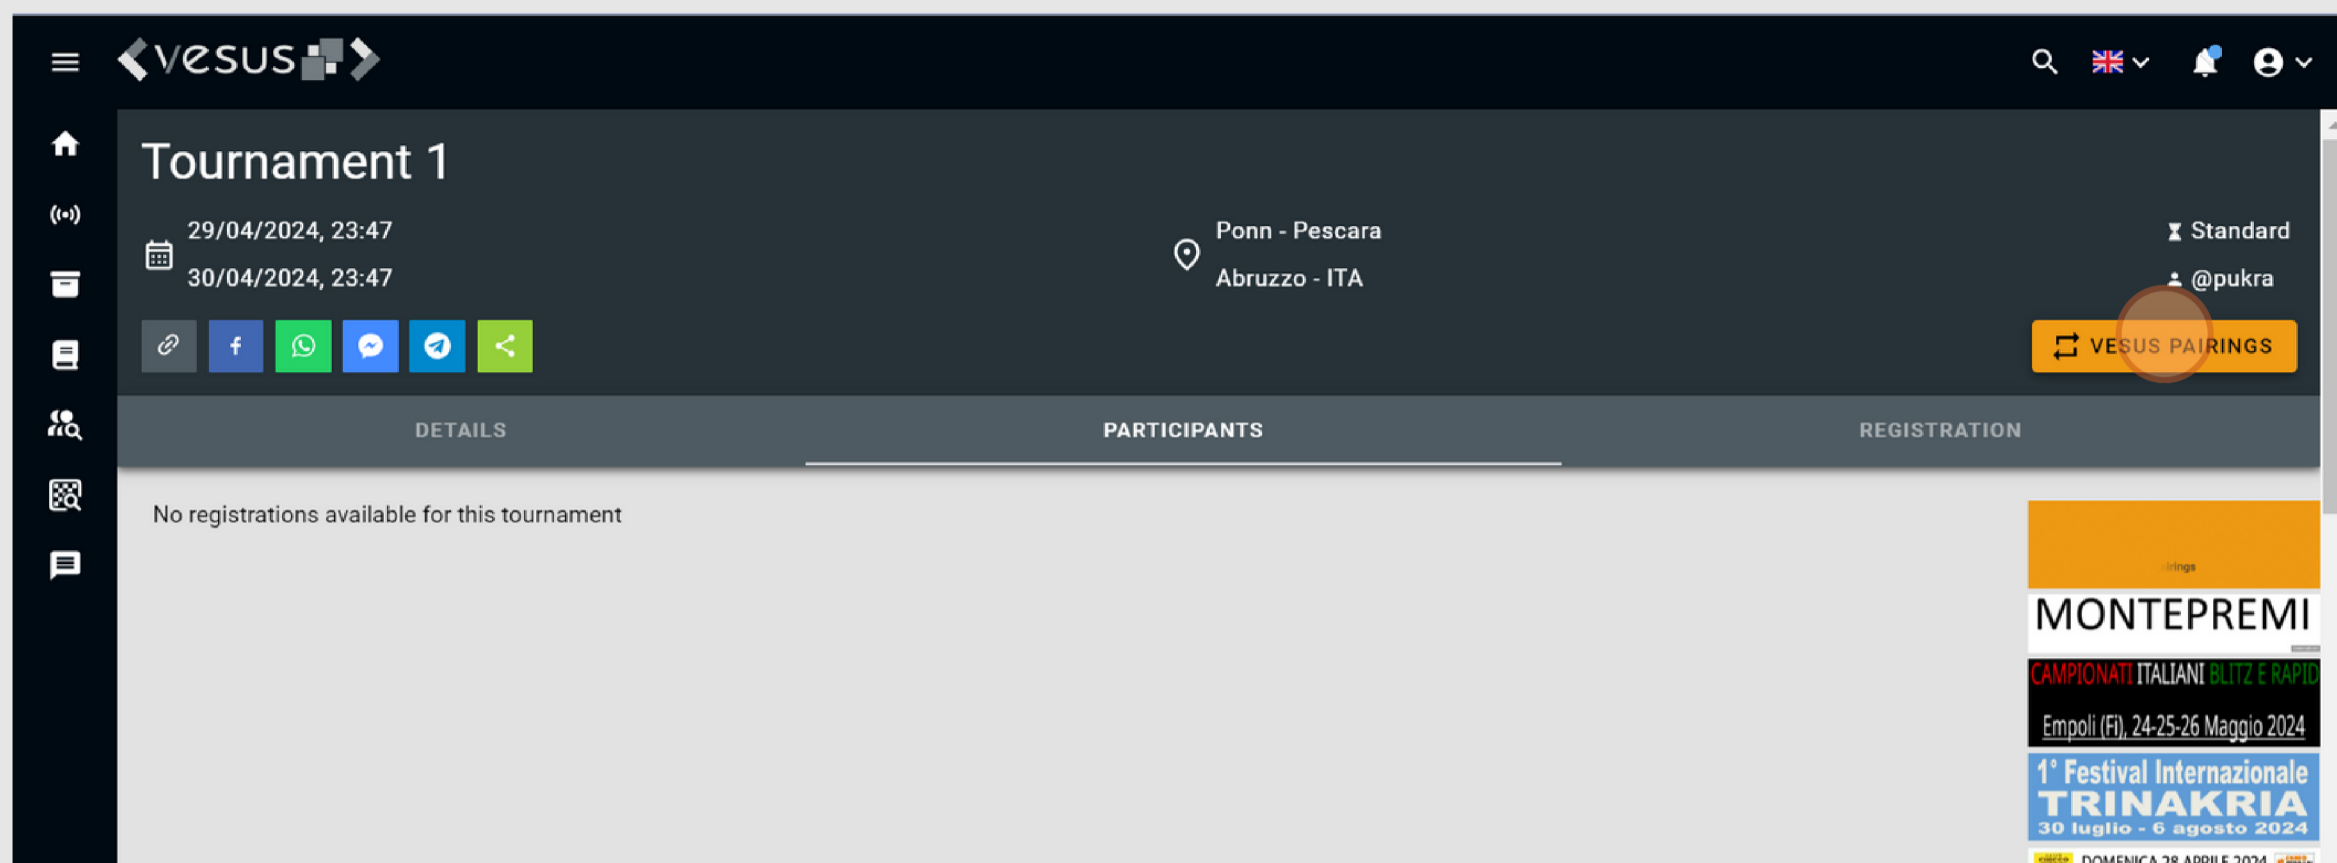 vesus
Tournament 1
29/04/2024, 23:47
30/04/2024, 23:47
Ponn - Pescara
Abruzzo - ITA
Standard
@pukra
VESUS PAIRINGS
DETAILS
PARTICIPANTS
REGISTRATION
No registrations available for this tournament
MONTEPREMI
CAMPIONATI ITALIANI BLITZ E RAPID
Empoli (Fi), 24-25-26 Maggio 2024
1° Festival Internazionale
TRINAKRIA
30 luglio - 6 agosto 2024
DOMENICA 28 APRILE 2024